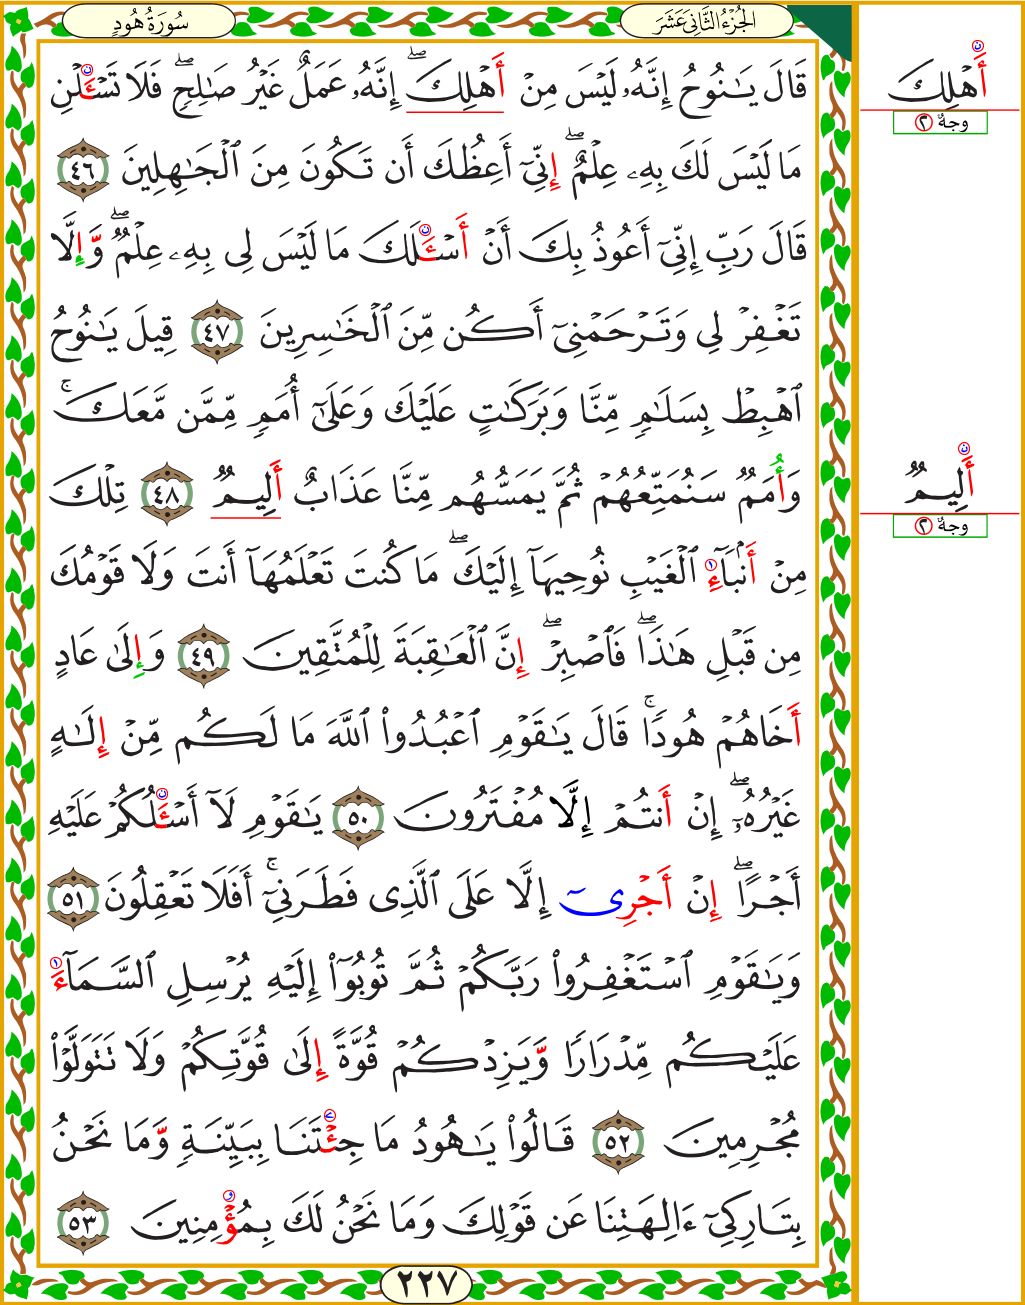 سُورَةُ هُودٍ
الجُزْءُ الثَّانِى عَشَرَ
قَالَ يَـٰنُوحُ إِنَّهُۥ لَيْسَ مِنْ أَهْلِكَ ۖ إِنَّهُۥ عَمَلٌ غَيْرُ صَـٰلِحٍ ۖ فَلَا تَسْـَٔلْنِ
مَا لَيْسَ لَكَ بِهِۦ عِلْمٌ ۖ إِنِّىٓ أَعِظُكَ أَن تَكُونَ مِنَ ٱلْجَـٰهِلِينَ ٤٦
قَالَ رَبِّ إِنِّىٓ أَعُوذُ بِكَ أَنْ أَسْـَٔلَكَ مَا لَيْسَ لِى بِهِۦ عِلْمٌ ۖ وَّإِلَّا
تَغْفِرْ لِى وَتَرْحَمْنِىٓ أَكُن مِّنَ ٱلْخَـٰسِرِينَ ٤٧ قِيلَ يَـٰنُوحُ
ٱهْبِطْ بِسَلَـٰمٍ مِّنَّا وَبَرَكَـٰتٍ عَلَيْكَ وَعَلَىٰٓ أُمَمٍ مِّمَّن مَّعَكَ ۚ
وَأُمَمٌ سَنُمَتِّعُهُمْ ثُمَّ يَمَسُّهُم مِّنَّا عَذَابٌ أَلِيمٌ ٤٨ تِلْكَ
مِنْ أَنۢبَآءِ ٱلْغَيْبِ نُوحِيهَآ إِلَيْكَ ۖ مَا كُنتَ تَعْلَمُهَآ أَنتَ وَلَا قَوْمُكَ
مِن قَبْلِ هَـٰذَا ۖ فَٱصْبِرْ ۖ إِنَّ ٱلْعَـٰقِبَةَ لِلْمُتَّقِينَ ٤٩ وَإِلَىٰ عَادٍ
أَخَاهُمْ هُودًا ۚ قَالَ يَـٰقَوْمِ ٱعْبُدُوا۟ ٱللَّهَ مَا لَكُم مِّنْ إِلَـٰهٍ
غَيْرُهُۥٓ ۖ إِنْ أَنتُمْ إِلَّا مُفْتَرُونَ ٥٠ يَـٰقَوْمِ لَآ أَسْـَٔلُكُمْ عَلَيْهِ
أَجْرًا ۖ إِنْ أَجْرِىٓ إِلَّا عَلَى ٱلَّذِى فَطَرَنِىٓ ۚ أَفَلَا تَعْقِلُونَ ٥١
وَيَـٰقَوْمِ ٱسْتَغْفِرُوا۟ رَبَّكُمْ ثُمَّ تُوبُوٓا۟ إِلَيْهِ يُرْسِلِ ٱلسَّمَآءَ
عَلَيْكُم مِّدْرَارًا وَّيَزِدْكُمْ قُوَّةً إِلَىٰ قُوَّتِكُمْ وَلَا تَتَوَلَّوْا۟
مُجْرِمِينَ ٥٢ قَالُوا۟ يَـٰهُودُ مَا جِئْتَنَا بِبَيِّنَةٍ وَّمَا نَحْنُ
بِتَارِكِىٓ ءَالِهَتِنَا عَن قَوْلِكَ وَمَا نَحْنُ لَكَ بِمُؤْمِنِينَ ٥٣
٢٢٧
أَهْلِكَ
وجهٌ ٢
أَلِيمٌ
وجهٌ ٢